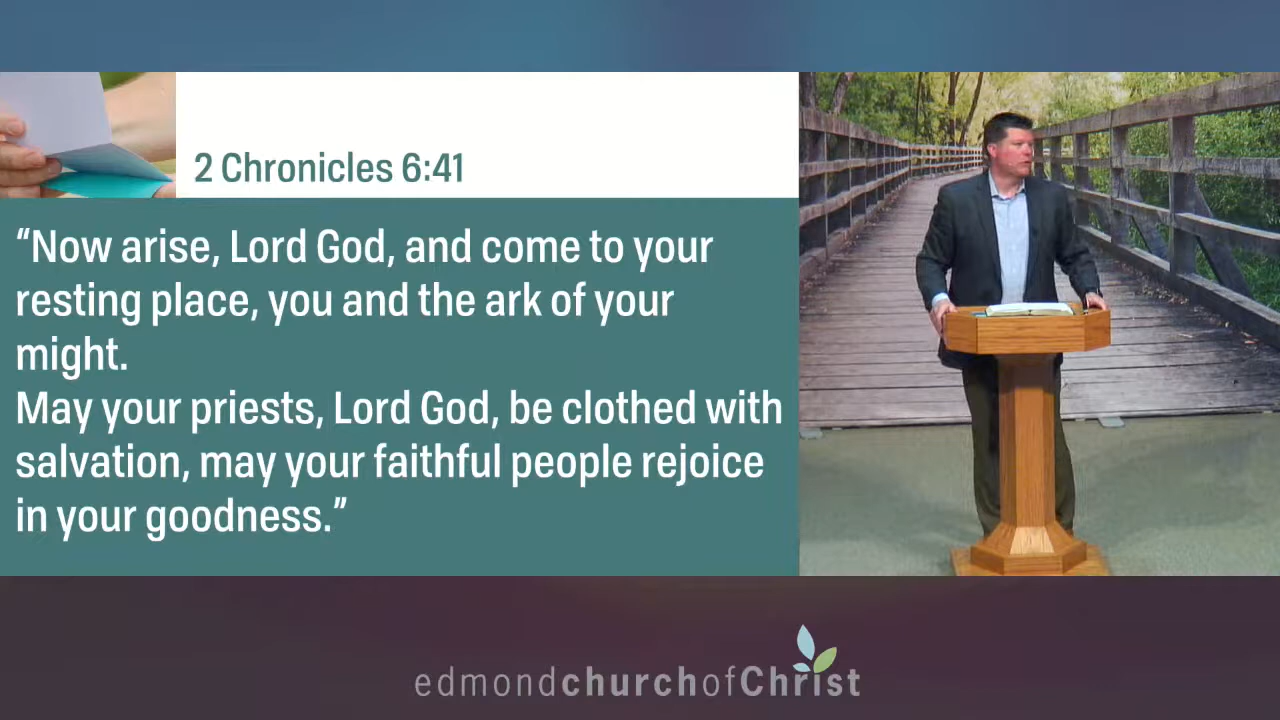 2 Chronicles 6:41
“Now arise, Lord God, and come to your
resting place, you and the ark of your
might.
May your priests, Lord God, be clothed with
salvation, may your faithful people rejoice
in your goodness.”
edmondchurchofChrist